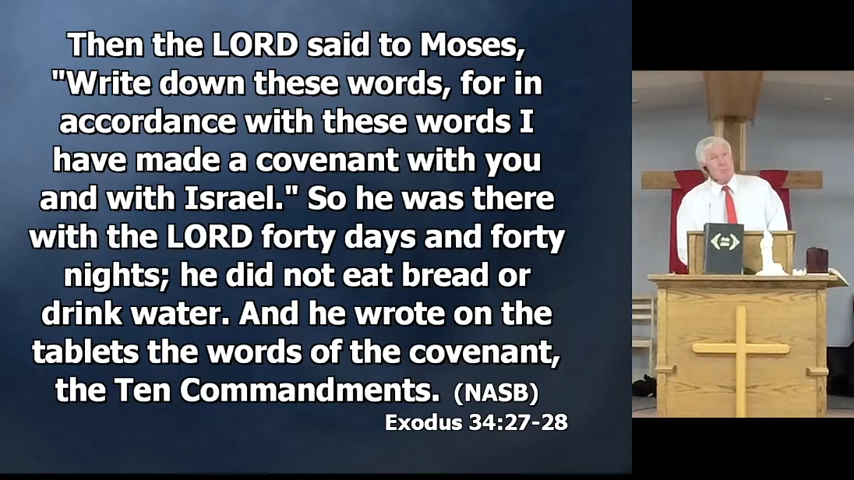 Then the LORD said to Moses,
"Write down these words, for in
accordance with these words I
have made a covenant with you
and with Israel." So he was there
with the LORD forty days and forty
nights; he did not eat bread or
drink water. And he wrote on the
tablets the words of the covenant,
the Ten Commandments. (NASB)
Exodus 34:27-28